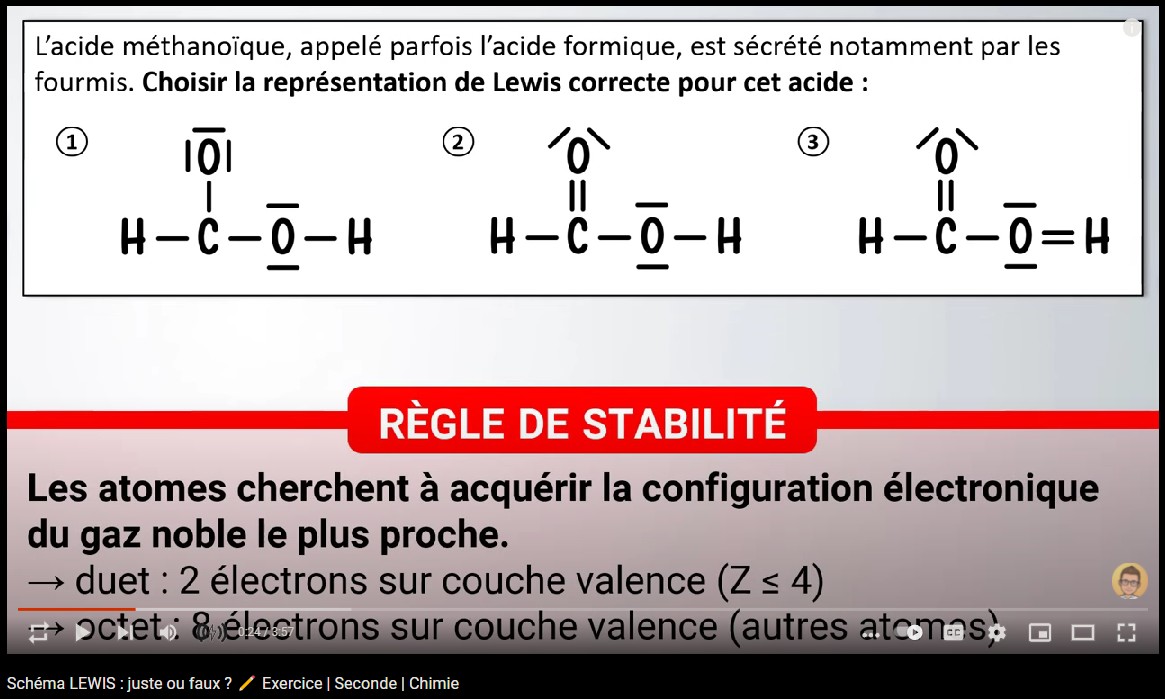 L'acide méthanoïque, appelé parfois l'acide formique, est sécrété notamment par les
fourmis. Choisir la représentation de Lewis correcte pour cet acide :
① ② ③
|O| O O
H – C – O – H H – C – O – H H – C – O = H
RÈGLE DE STABILITÉ
Les atomes cherchent à acquérir la configuration électronique
du gaz noble le plus proche.
→ duet : 2 électrons sur couche valence (Z ≤ 4)
→ octet : 8 électrons sur couche valence (autres atomes)
0:24 / 3:57
Schéma LEWIS : juste ou faux ? 🖍️ Exercice | Seconde | Chimie